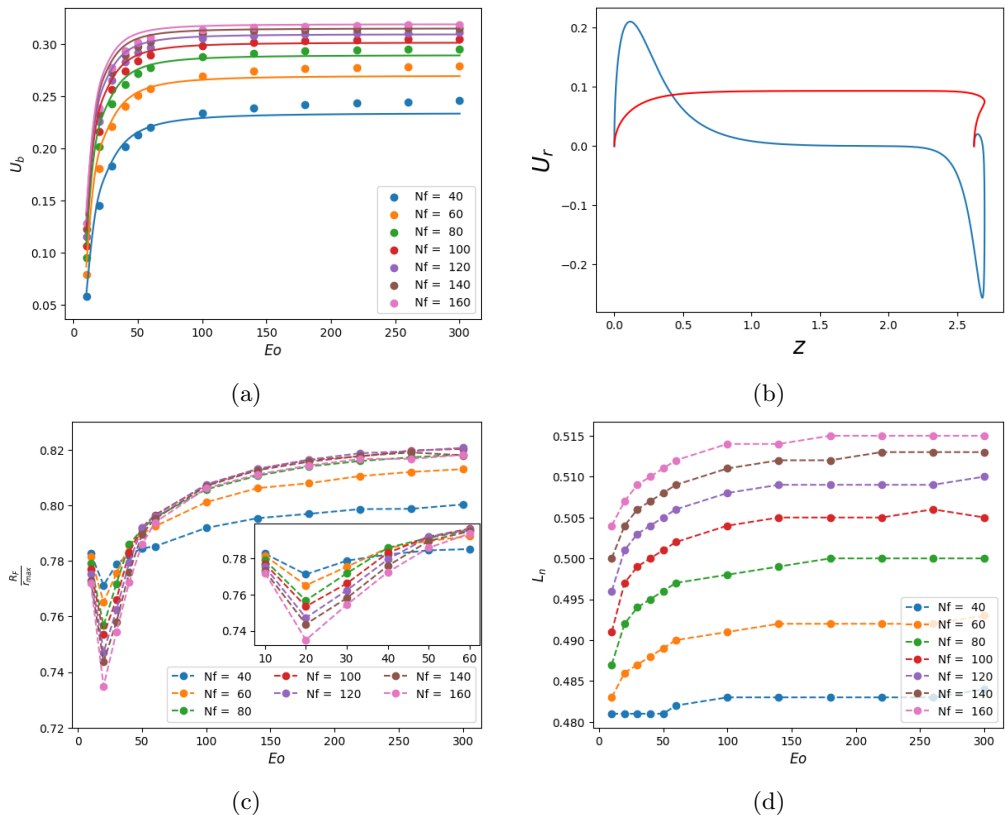 0.30
0.25
0.20
0.15
0.10
0.05
U_b
0 50 100 150 200 250 300
Eo
Nf = 40
Nf = 60
Nf = 80
Nf = 100
Nf = 120
Nf = 140
Nf = 160
(a)
0.2
0.1
0.0
−0.1
−0.2
U_r
0.0 0.5 1.0 1.5 2.0 2.5
z
(b)
0.82
0.80
0.78
0.76
0.74
0.72
R_F
r_max
0 50 100 150 200 250 300
Eo
0.78
0.76
0.74
10 20 30 40 50 60
Nf = 40 Nf = 100 Nf = 140
Nf = 60 Nf = 120 Nf = 160
Nf = 80
(c)
0.515
0.510
0.505
0.500
0.495
0.490
0.485
0.480
L_n
0 50 100 150 200 250 300
Eo
Nf = 40
Nf = 60
Nf = 80
Nf = 100
Nf = 120
Nf = 140
Nf = 160
(d)